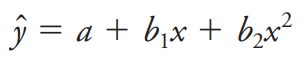 ŷ = a + b₁x + b₂x²